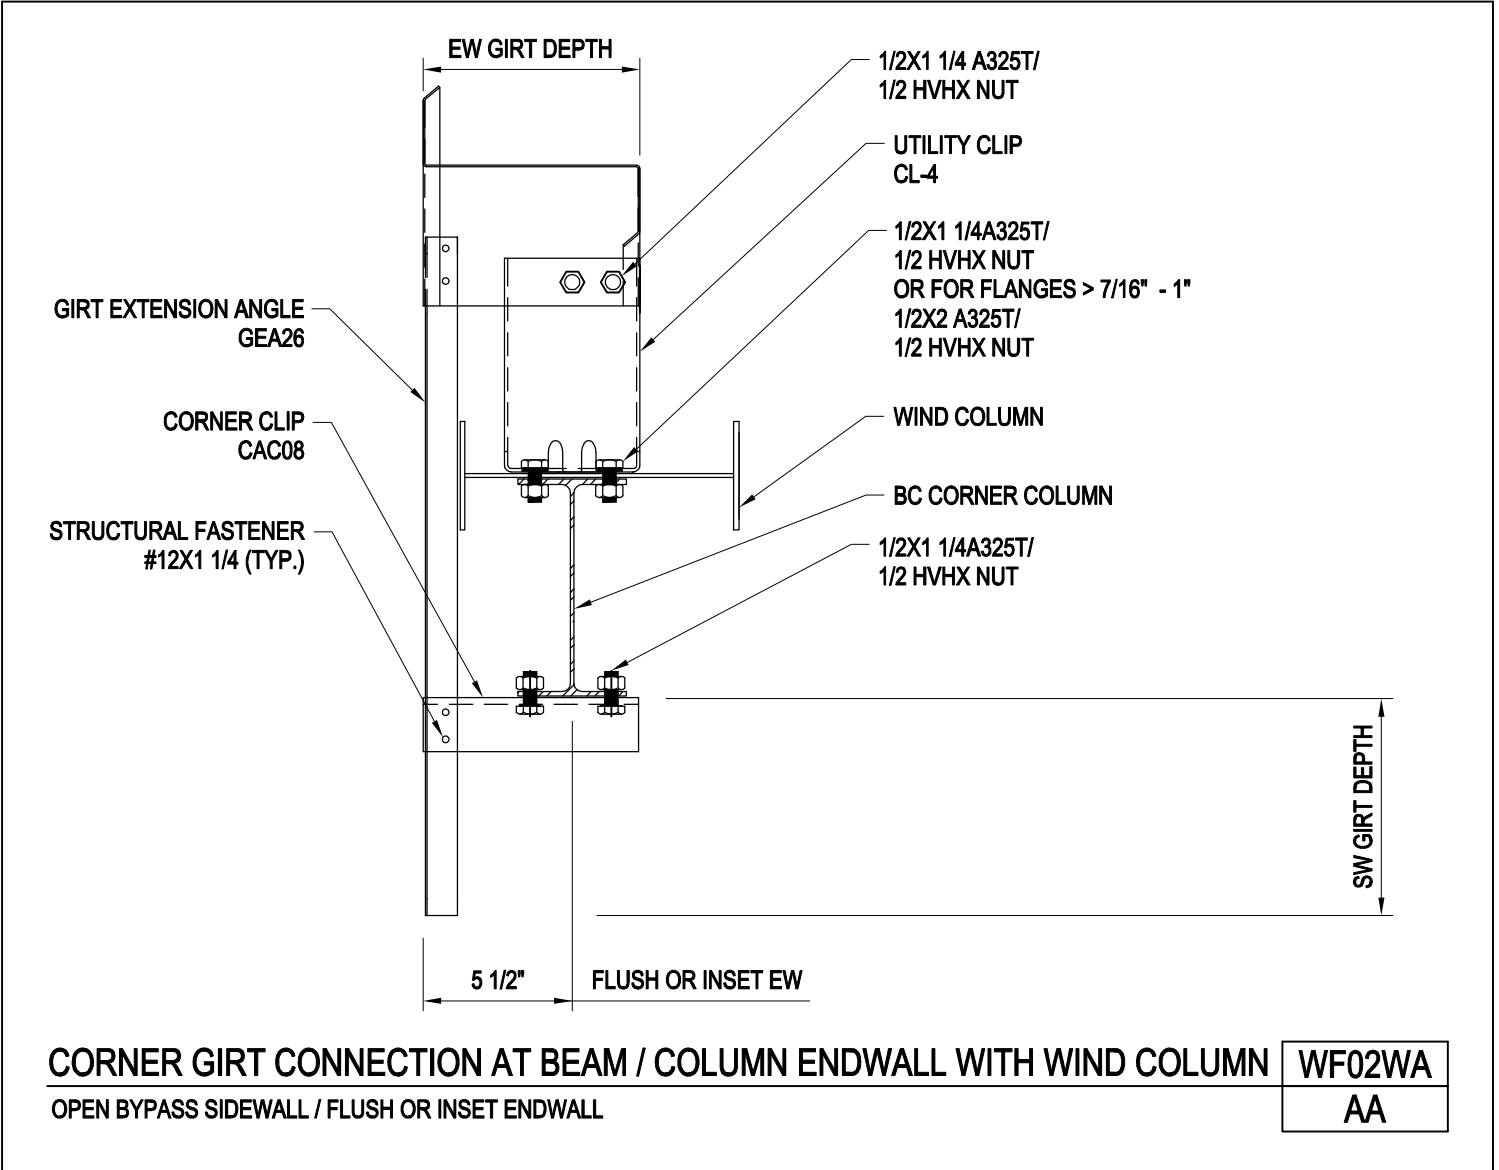 EW GIRT DEPTH
1/2X1 1/4 A325T/
1/2 HVHX NUT
UTILITY CLIP
CL-4
1/2X1 1/4A325T/
1/2 HVHX NUT
OR FOR FLANGES > 7/16" - 1"
1/2X2 A325T/
1/2 HVHX NUT
GIRT EXTENSION ANGLE
GEA26
CORNER CLIP
CAC08
WIND COLUMN
BC CORNER COLUMN
STRUCTURAL FASTENER
#12X1 1/4 (TYP.)
1/2X1 1/4A325T/
1/2 HVHX NUT
SW GIRT DEPTH
5 1/2"
FLUSH OR INSET EW
CORNER GIRT CONNECTION AT BEAM / COLUMN ENDWALL WITH WIND COLUMN
WF02WA
OPEN BYPASS SIDEWALL / FLUSH OR INSET ENDWALL
AA